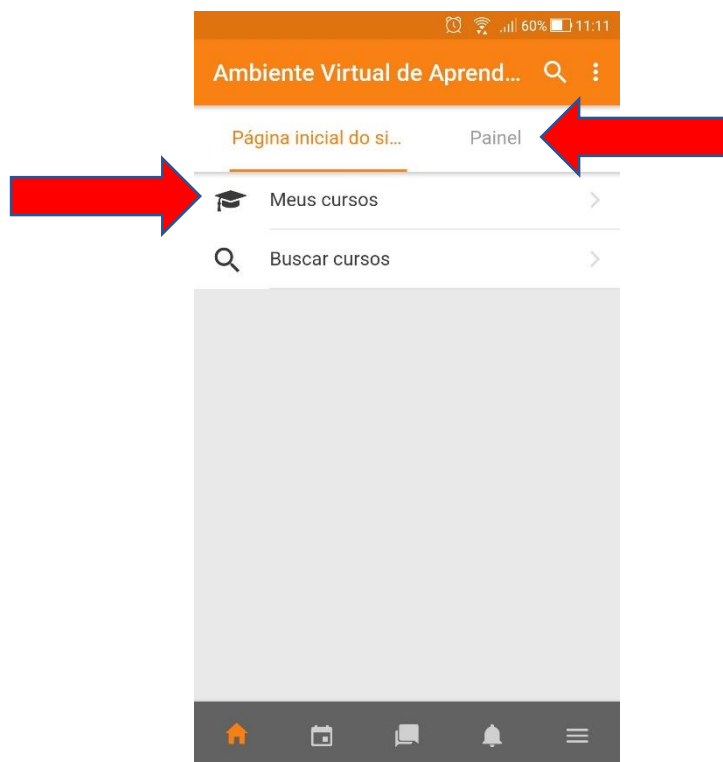 60% 11:11
Ambiente Virtual de Aprend...
Página inicial do si... Painel
Meus cursos
Buscar cursos